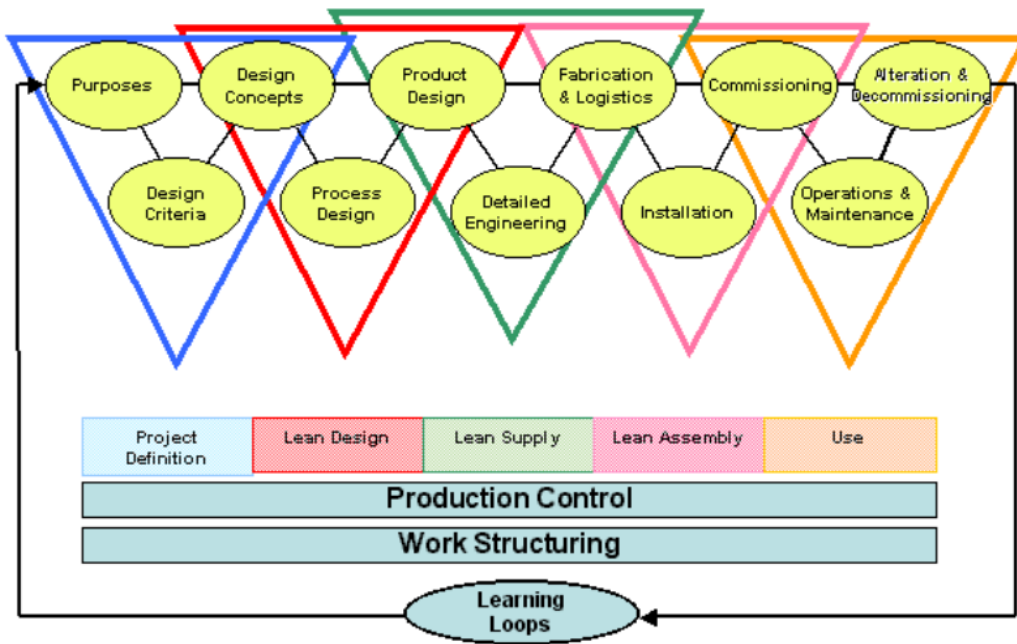 Purposes
Design
Concepts
Product
Design
Fabrication
& Logistics
Commissioning
Alteration &
Decommissioning
Design
Criteria
Process
Design
Detailed
Engineering
Installation
Operations &
Maintenance
Project
Definition
Lean Design
Lean Supply
Lean Assembly
Use
Production Control
Work Structuring
Learning
Loops